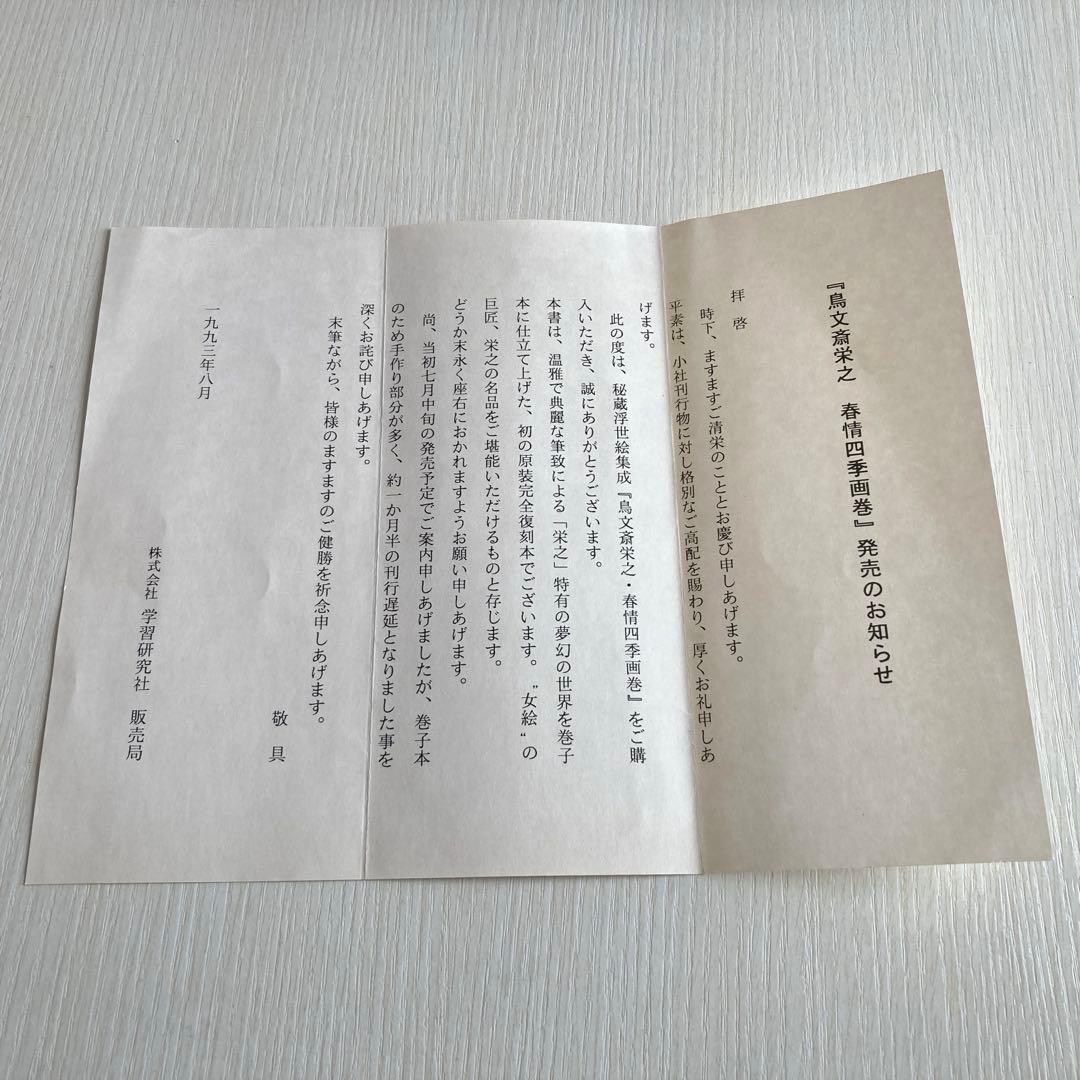 『鳥文斎栄之　春情四季画巻』発売のお知らせ
拝啓
時下、ますますご清栄のこととお慶び申しあげます。
平素は、小社刊行物に対し格別なご高配を賜わり、厚くお礼申しあ
げます。
此の度は、秘蔵浮世絵集成『鳥文斎栄之・春情四季画巻』をご購
入いただき、誠にありがとうございます。
本書は、温雅で典麗な筆致による「栄之」特有の夢幻の世界を巻子
本に仕立て上げた、初の原装完全復刻本でございます。〝女絵〟の
巨匠、栄之の名品をご堪能いただけるものと存じます。
どうか末永く座右におかれますようお願い申しあげます。
尚、当初七月中旬の発売予定でご案内申しあげましたが、巻子本
のため手作り部分が多く、約一か月半の刊行遅延となりました事を
深くお詫び申しあげます。
末筆ながら、皆様のますますのご健勝を祈念申しあげます。
敬具
一九九三年八月
株式会社 学習研究社　販売局